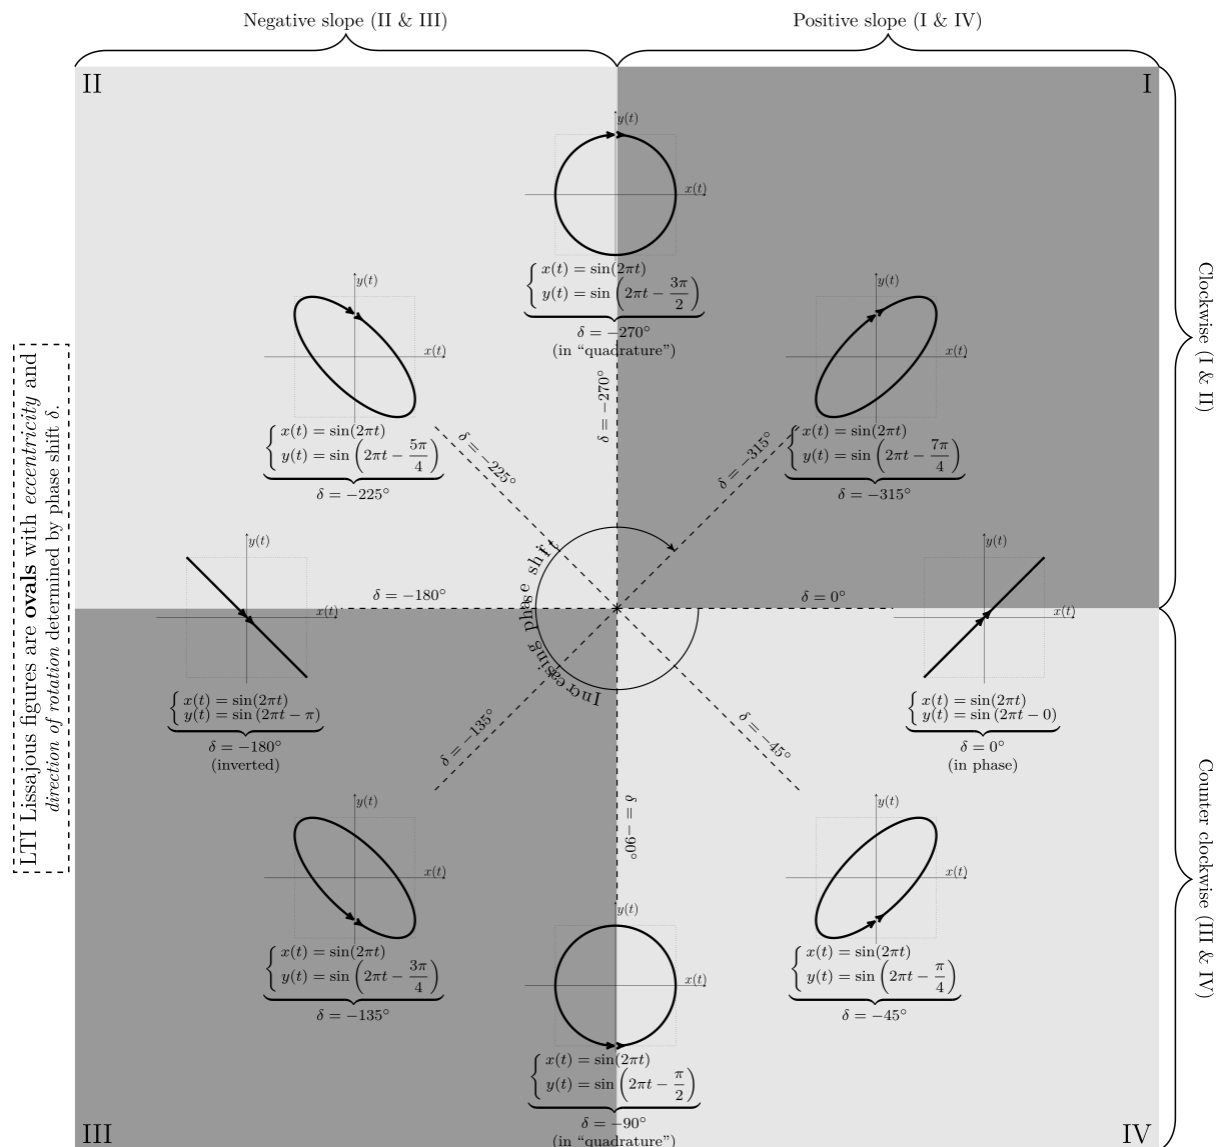 Negative slope (II & III)
Positive slope (I & IV)
II
I
y(t)
x(t)
{ x(t) = sin(2πt)
y(t) = sin (2πt − 3π/2)
δ = −270°
(in “quadrature”)
y(t)
x(t)
{ x(t) = sin(2πt)
y(t) = sin (2πt − 5π/4)
δ = −225°
y(t)
x(t)
{ x(t) = sin(2πt)
y(t) = sin (2πt − 7π/4)
δ = −315°
δ = −225°
δ = −270°
δ = −315°
Clockwise (I & II)
LTI Lissajous figures are ovals with eccentricity and
direction of rotation determined by phase shift δ.
y(t)
x(t)
{ x(t) = sin(2πt)
y(t) = sin (2πt − π)
δ = −180°
(inverted)
δ = −180°
Increasing phase shift
δ = 0°
y(t)
x(t)
{ x(t) = sin(2πt)
y(t) = sin (2πt − 0)
δ = 0°
(in phase)
δ = −135°
δ = −90°
δ = −45°
Counter clockwise (III & IV)
y(t)
x(t)
{ x(t) = sin(2πt)
y(t) = sin (2πt − 3π/4)
δ = −135°
y(t)
x(t)
{ x(t) = sin(2πt)
y(t) = sin (2πt − π/2)
δ = −90°
(in “quadrature”)
y(t)
x(t)
{ x(t) = sin(2πt)
y(t) = sin (2πt − π/4)
δ = −45°
III
IV